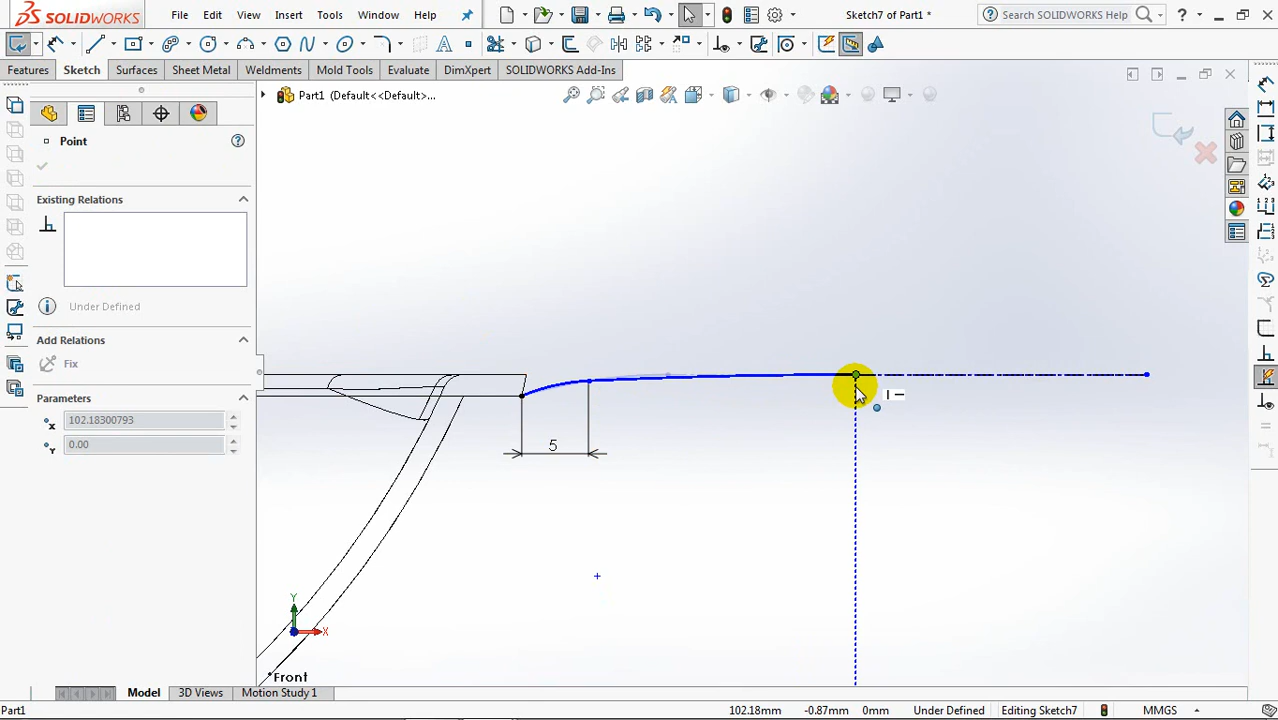 SOLIDWORKS File Edit View Insert Tools Window Help Sketch7 of Part1 * Search SOLIDWORKS Help ?
Features Sketch Surfaces Sheet Metal Weldments Mold Tools Evaluate DimXpert SOLIDWORKS Add-Ins
Part1 (Default<<Default>...
Point
Existing Relations
Under Defined
Add Relations
Fix
Parameters
102.18300793
0.00
5
Y
X
*Front
Model 3D Views Motion Study 1
Part1 102.18mm -0.87mm 0mm Under Defined Editing Sketch7 MMGS